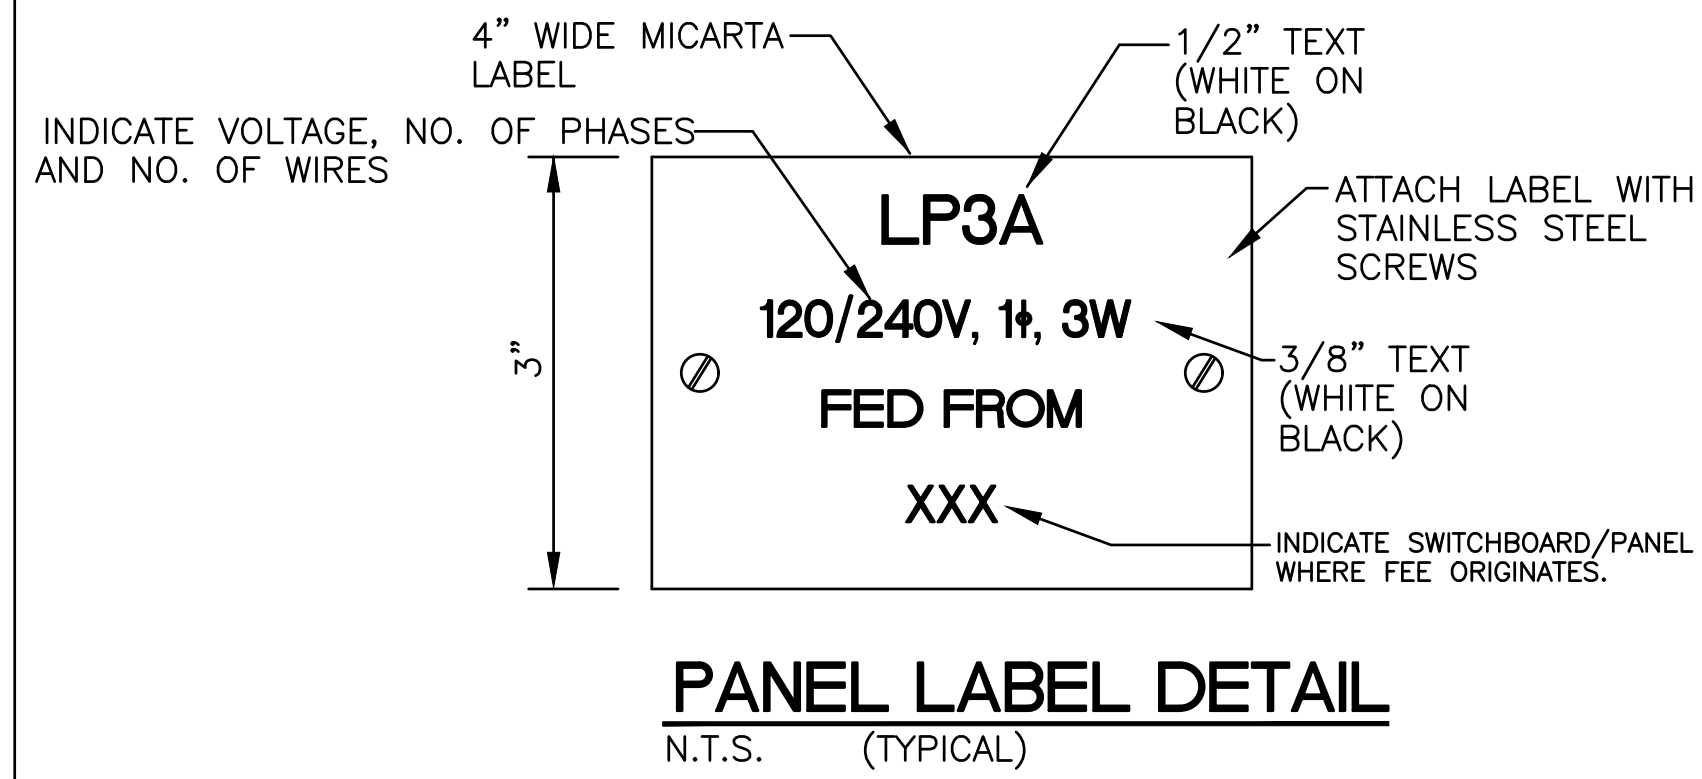 4” WIDE MICARTA
LABEL
1/2” TEXT
(WHITE ON
BLACK)
INDICATE VOLTAGE, NO. OF PHASES
AND NO. OF WIRES
ATTACH LABEL WITH
STAINLESS STEEL
SCREWS
LP3A
120/240V, 1ϕ, 3W
3”
3/8” TEXT
(WHITE ON
BLACK)
FED FROM
XXX
INDICATE SWITCHBOARD/PANEL
WHERE FEE ORIGINATES.
PANEL LABEL DETAIL
N.T.S. (TYPICAL)